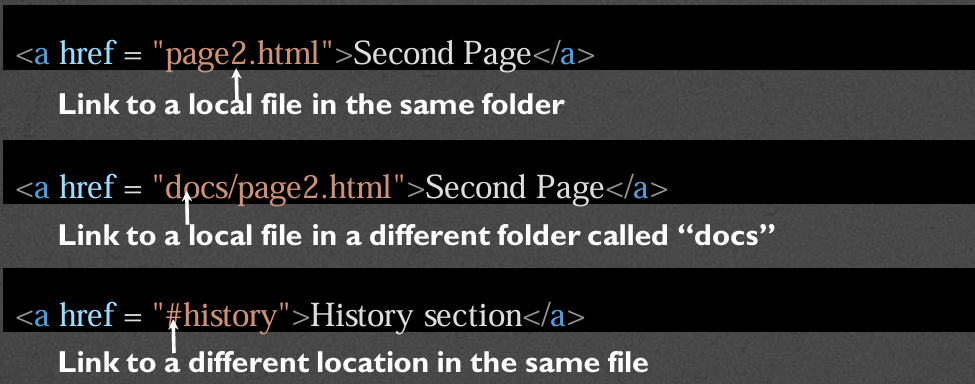 <a href = "page2.html">Second Page</a>
Link to a local file in the same folder
<a href = "docs/page2.html">Second Page</a>
Link to a local file in a different folder called “docs”
<a href = "#history">History section</a>
Link to a different location in the same file